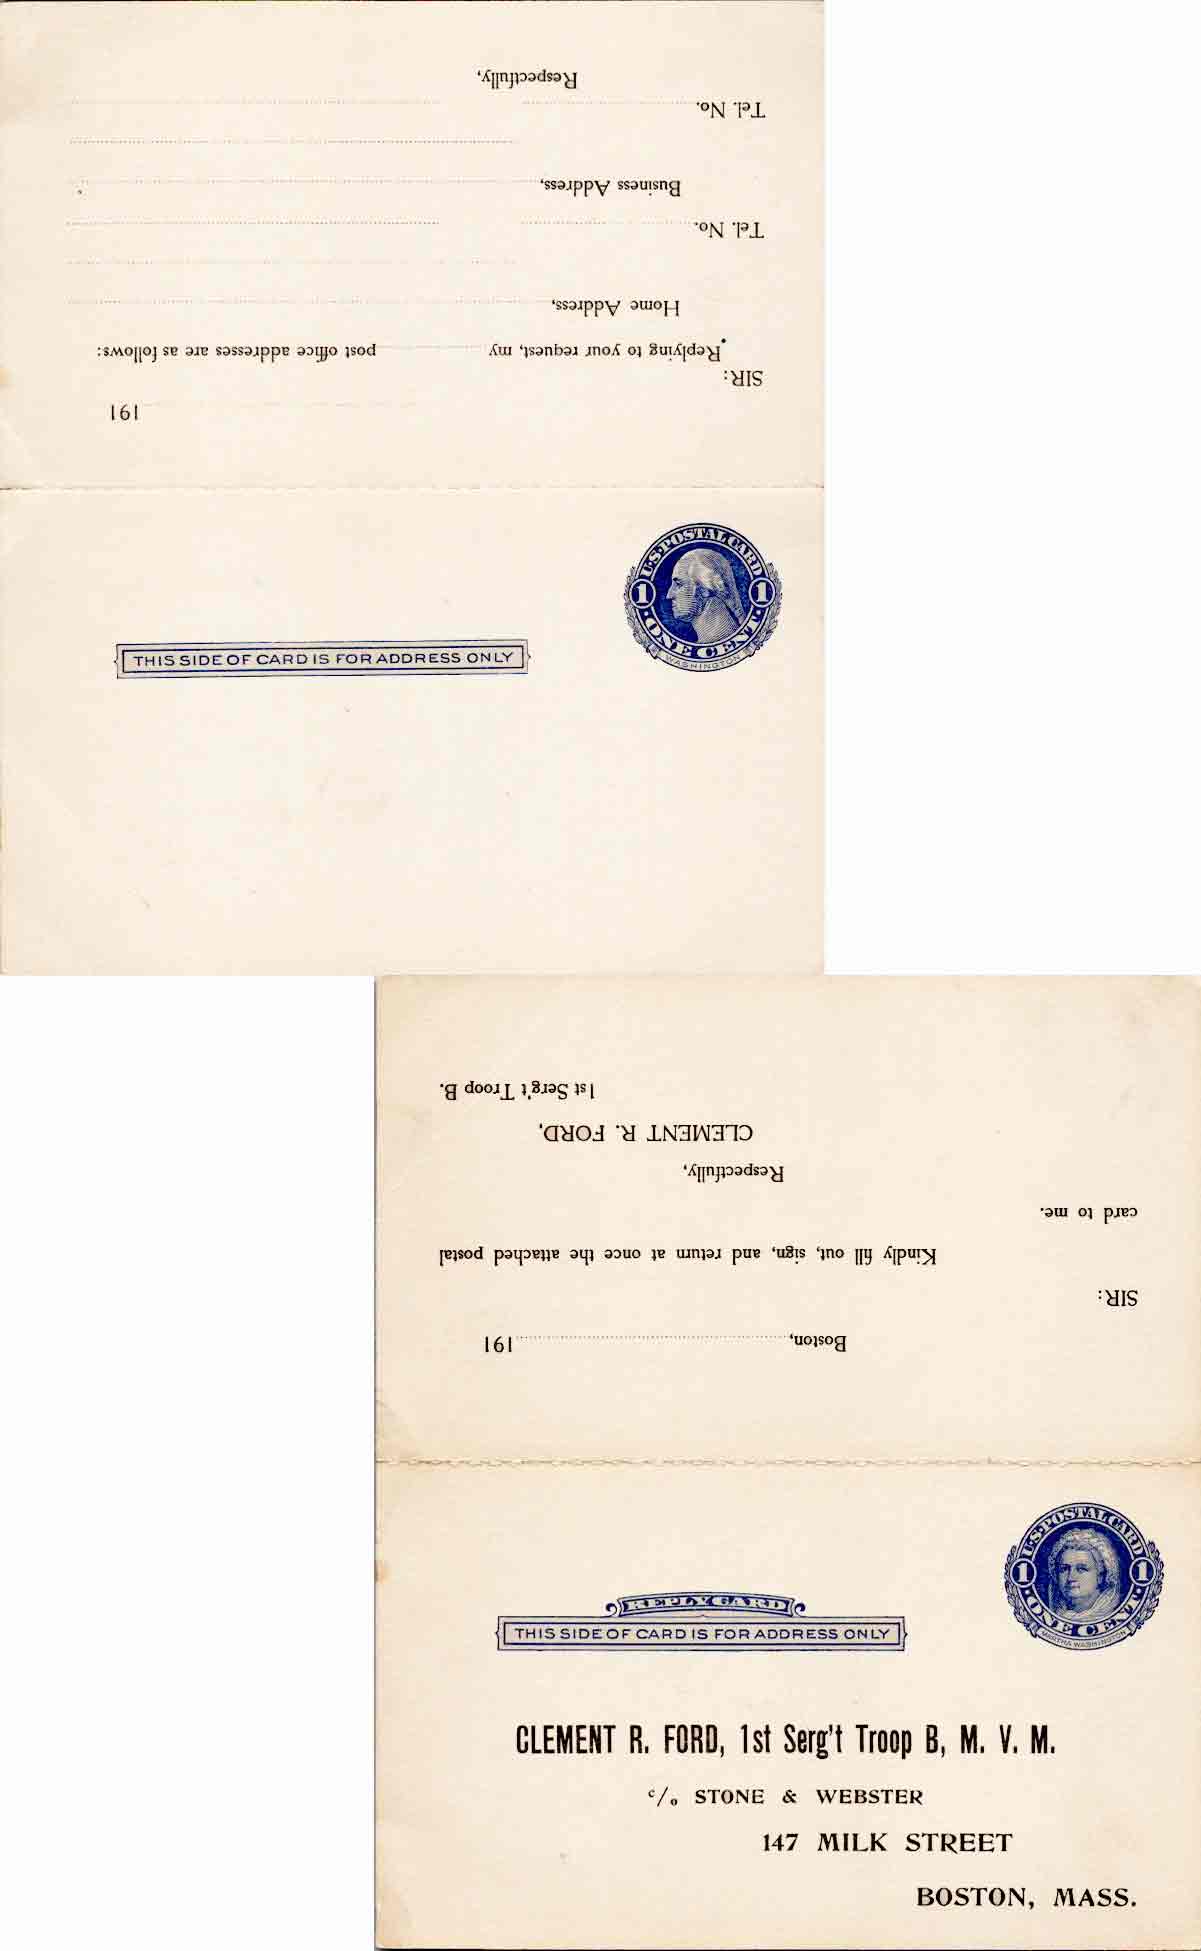 191
SIR:
Replying to your request, my post office addresses are as follows:
Home Address,
Tel. No.
Business Address,
Tel. No.
Respectfully,
U.S. POSTAL CARD
1 1
ONE CENT
WASHINGTON
THIS SIDE OF CARD IS FOR ADDRESS ONLY
Boston, 191
SIR:
Kindly fill out, sign, and return at once the attached postal
card to me.
Respectfully,
CLEMENT R. FORD,
1st Serg't Troop B.
U.S. POSTAL CARD
1 1
ONE CENT
MARTHA WASHINGTON
REPLY CARD
THIS SIDE OF CARD IS FOR ADDRESS ONLY
CLEMENT R. FORD, 1st Serg't Troop B, M. V. M.
c/o STONE & WEBSTER
147 MILK STREET
BOSTON, MASS.